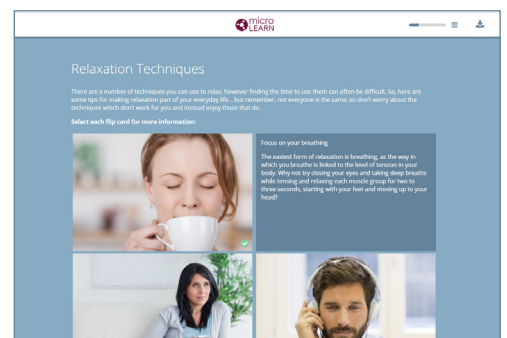 micro
LEARN
Relaxation Techniques
There are a number of techniques you can use to relax, however finding the time to use them can often be difficult. So, here are
some tips for making relaxation part of your everyday life... but remember, not everyone is the same, so don't worry about the
techniques which don't work for you and instead enjoy those that do.
Select each flip card for more information:
Focus on your breathing
The easiest form of relaxation is breathing, as the way in
which you breathe is linked to the level of tension in your
body. Why not try closing your eyes and taking deep breaths
while tensing and relaxing each muscle group for two to
three seconds, starting with your feet and moving up to your
head?